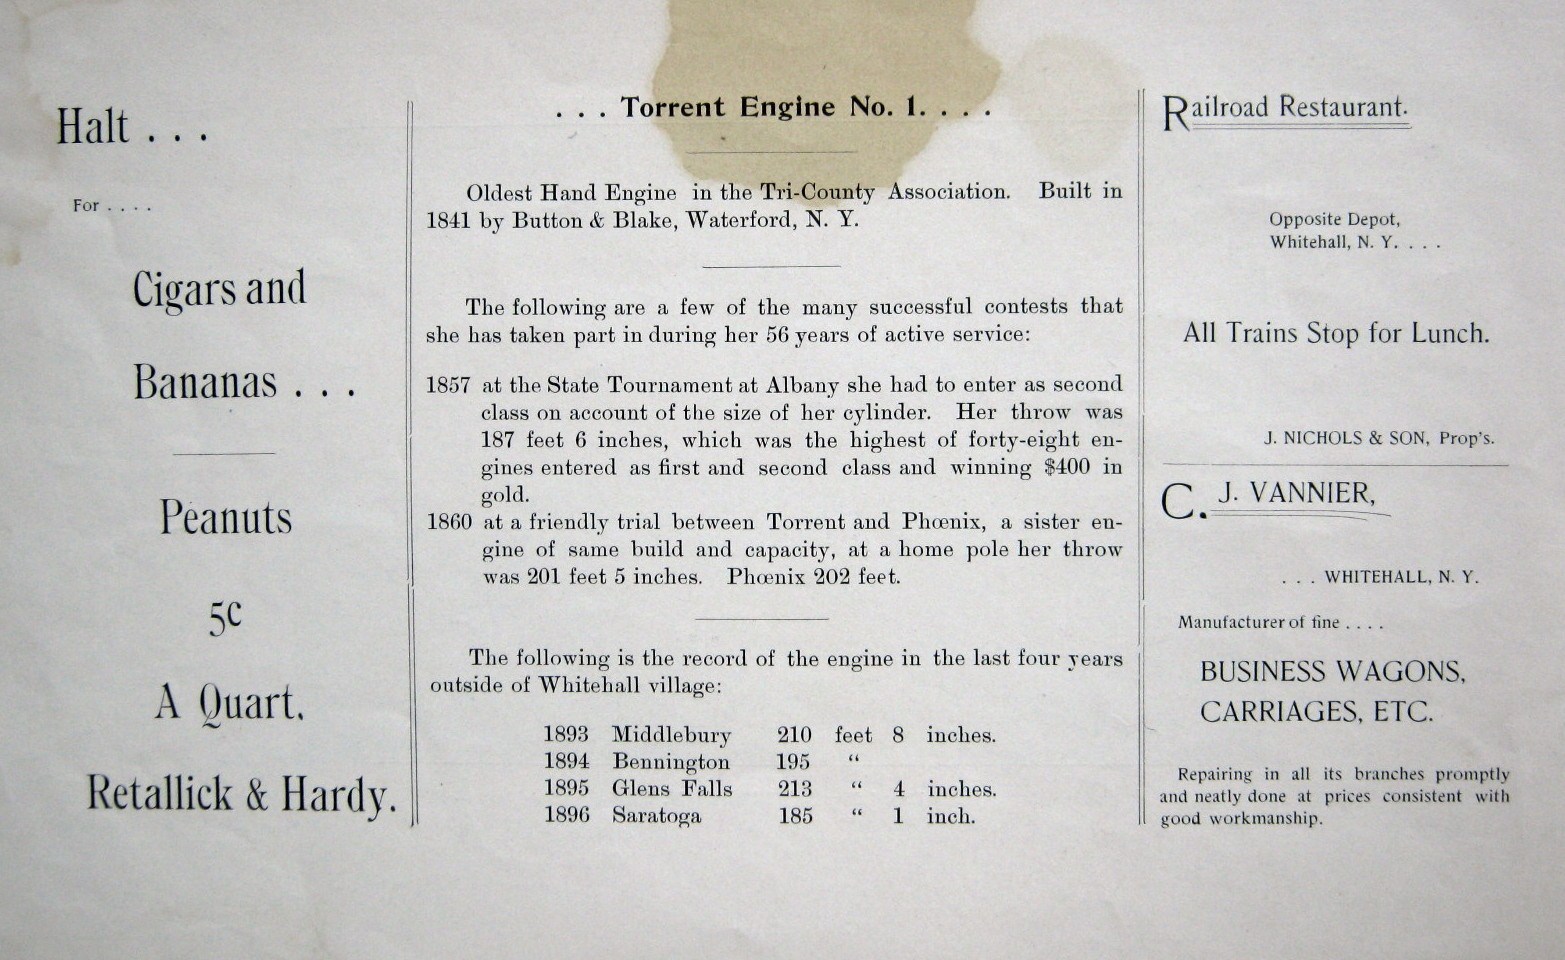 Halt . . .
For . . . .
Cigars and
Bananas . . .
Peanuts
5c
A Quart.
Retallick & Hardy.
. . . Torrent Engine No. 1. . . .
Oldest Hand Engine in the Tri-County Association. Built in
1841 by Button & Blake, Waterford, N. Y.
The following are a few of the many successful contests that
she has taken part in during her 56 years of active service:
1857 at the State Tournament at Albany she had to enter as second
class on account of the size of her cylinder. Her throw was
187 feet 6 inches, which was the highest of forty-eight en-
gines entered as first and second class and winning $400 in
gold.
1860 at a friendly trial between Torrent and Phœnix, a sister en-
gine of same build and capacity, at a home pole her throw
was 201 feet 5 inches. Phœnix 202 feet.
The following is the record of the engine in the last four years
outside of Whitehall village:
1893 Middlebury 210 feet 8 inches.
1894 Bennington 195 “
1895 Glens Falls 213 “ 4 inches.
1896 Saratoga 185 “ 1 inch.
Railroad Restaurant.
Opposite Depot,
Whitehall, N. Y. . . .
All Trains Stop for Lunch.
J. NICHOLS & SON, Prop's.
C. J. VANNIER,
. . . WHITEHALL, N. Y.
Manufacturer of fine . . . .
BUSINESS WAGONS,
CARRIAGES, ETC.
Repairing in all its branches promptly
and neatly done at prices consistent with
good workmanship.